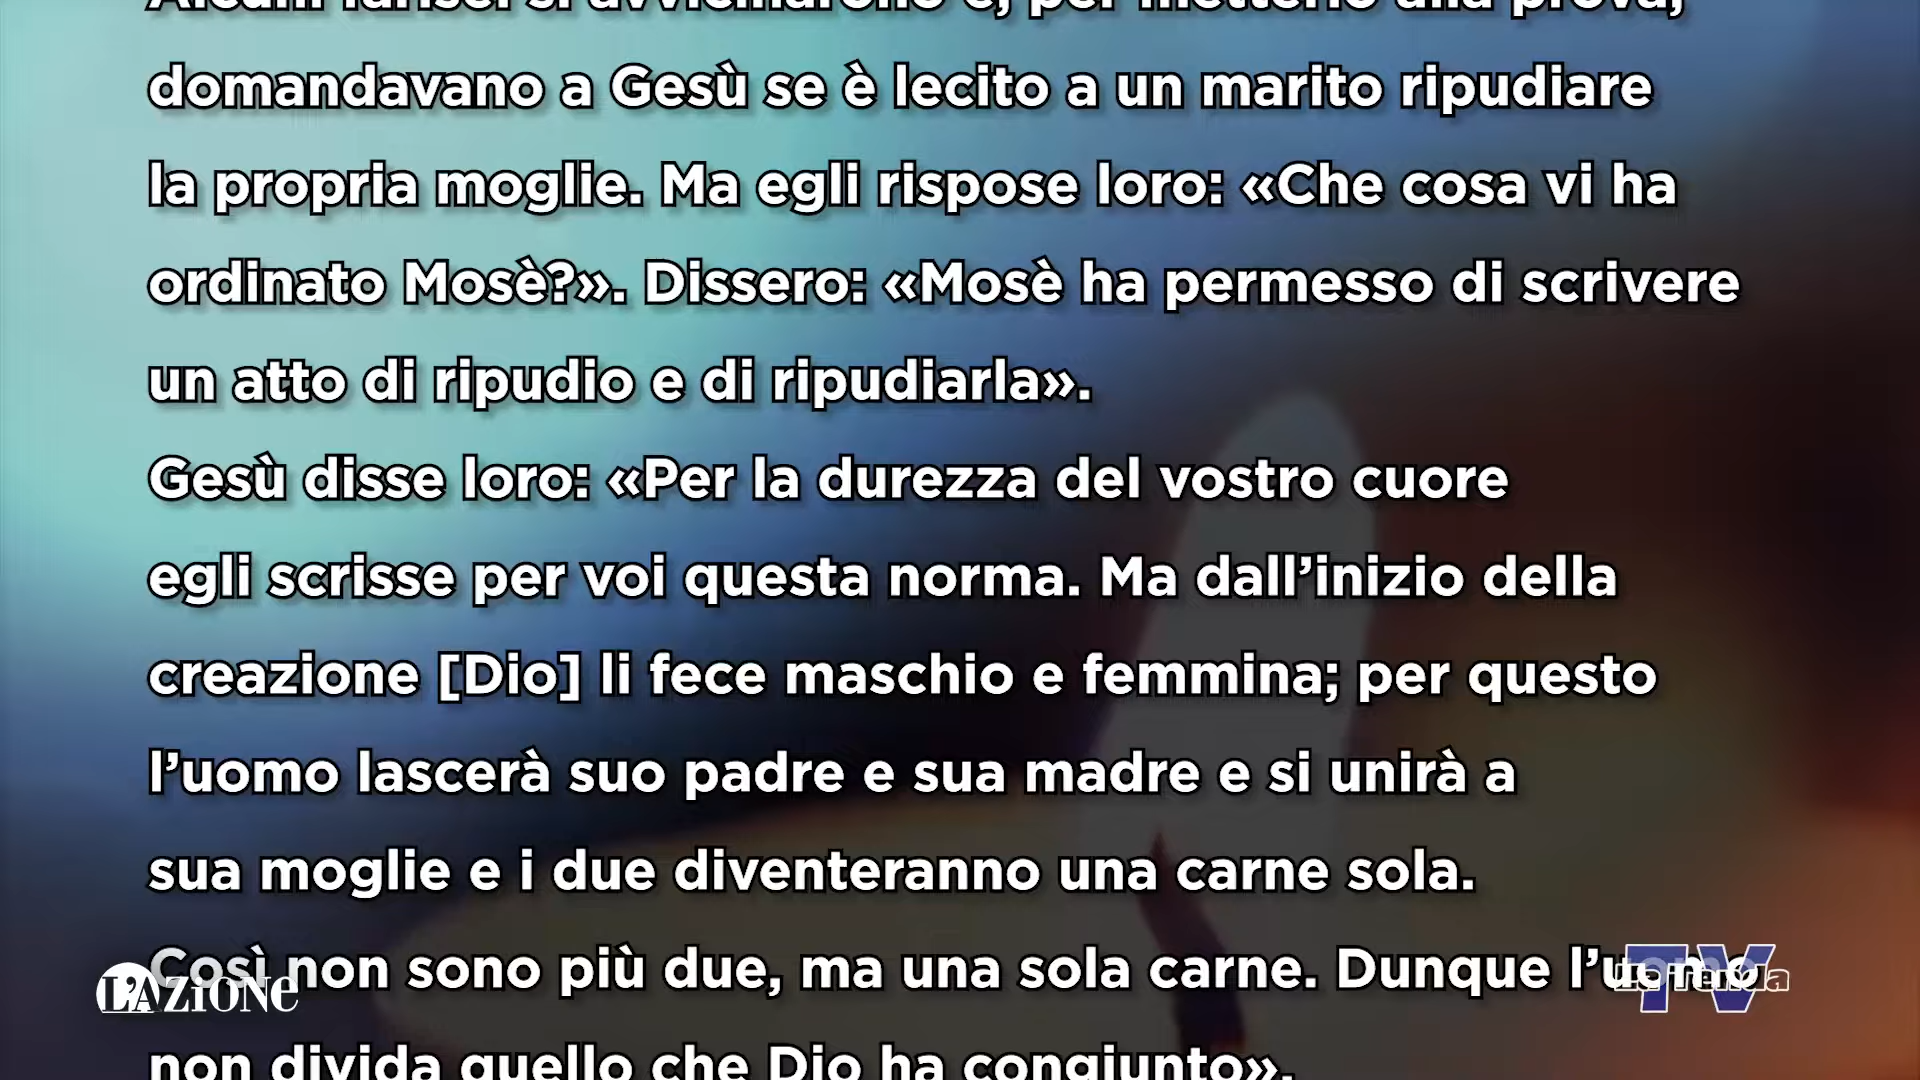 Alcuni farisei si avvicinarono e, per metterlo alla prova,
domandavano a Gesù se è lecito a un marito ripudiare
la propria moglie. Ma egli rispose loro: «Che cosa vi ha
ordinato Mosè?». Dissero: «Mosè ha permesso di scrivere
un atto di ripudio e di ripudiarla».
Gesù disse loro: «Per la durezza del vostro cuore
egli scrisse per voi questa norma. Ma dall’inizio della
creazione [Dio] li fece maschio e femmina; per questo
l’uomo lascerà suo padre e sua madre e si unirà a
sua moglie e i due diventeranno una carne sola.
Così non sono più due, ma una sola carne. Dunque l’uomo
non divida quello che Dio ha congiunto».
L'AZIONE
La Tenda TV